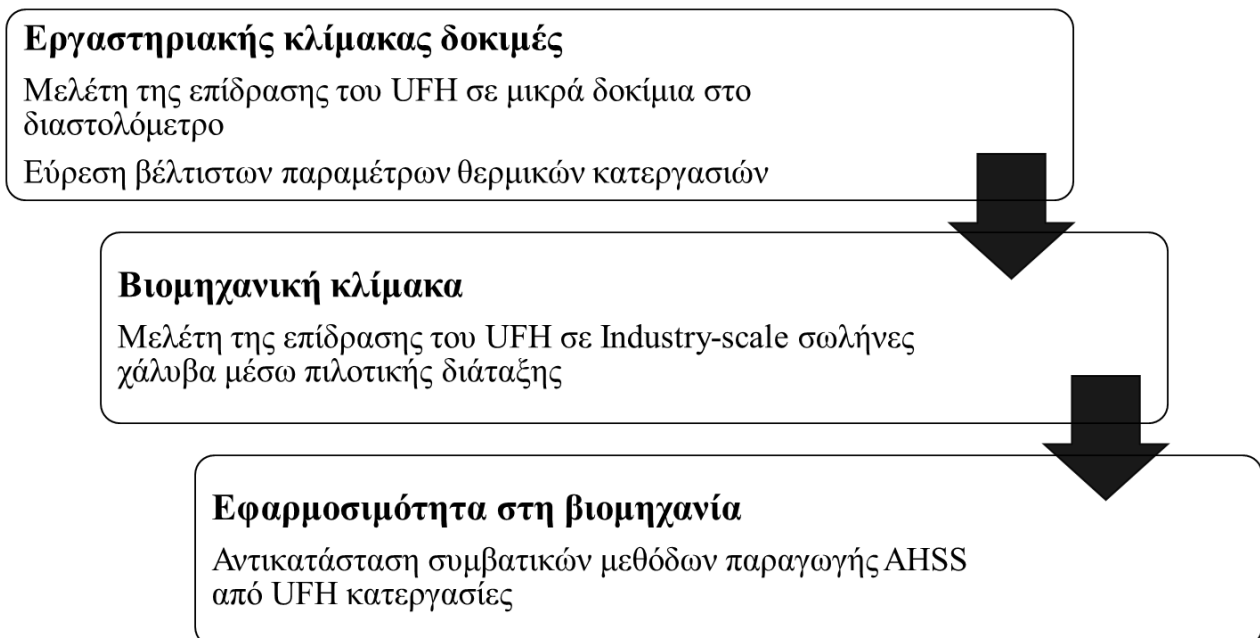 Εργαστηριακής κλίμακας δοκιμές
Μελέτη της επίδρασης του UFH σε μικρά δοκίμια στο
διαστολόμετρο
Εύρεση βέλτιστων παραμέτρων θερμικών κατεργασιών
Βιομηχανική κλίμακα
Μελέτη της επίδρασης του UFH σε Industry-scale σωλήνες
χάλυβα μέσω πιλοτικής διάταξης
Εφαρμοσιμότητα στη βιομηχανία
Αντικατάσταση συμβατικών μεθόδων παραγωγής AHSS
από UFH κατεργασίες